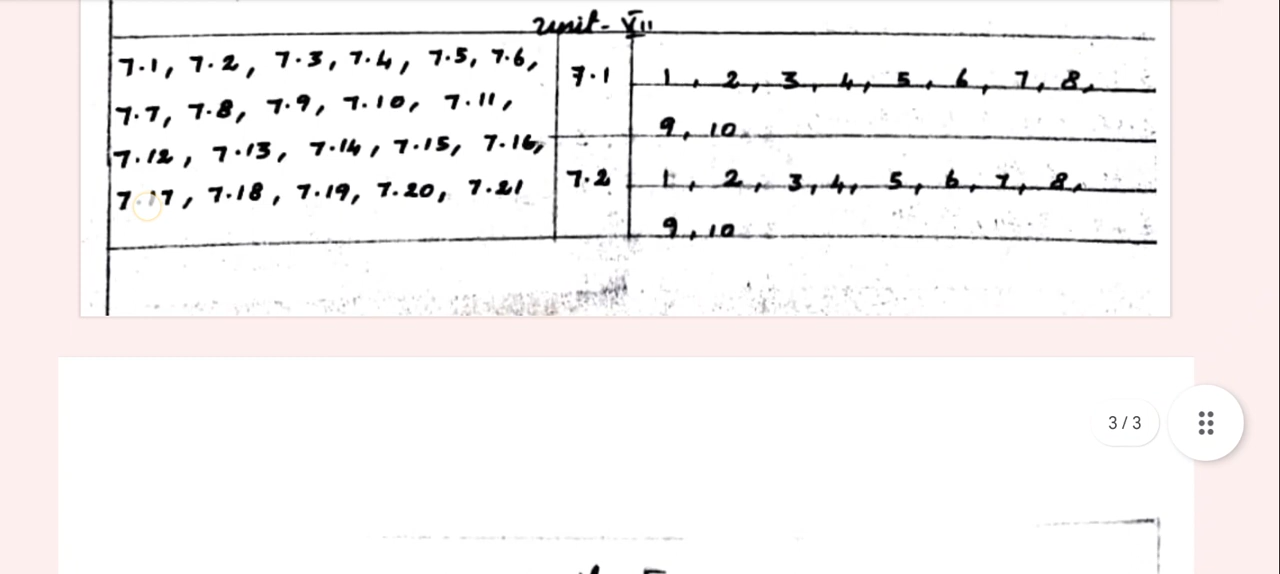 Unit - VII
7.1, 7.2, 7.3, 7.4, 7.5, 7.6,
7.7, 7.8, 7.9, 7.10, 7.11,
7.12, 7.13, 7.14, 7.15, 7.16,
7.17, 7.18, 7.19, 7.20, 7.21
7.1
1, 2, 3, 4, 5, 6, 7, 8,
9, 10
7.2
1, 2, 3, 4, 5, 6, 7, 8,
9, 10
3 / 3